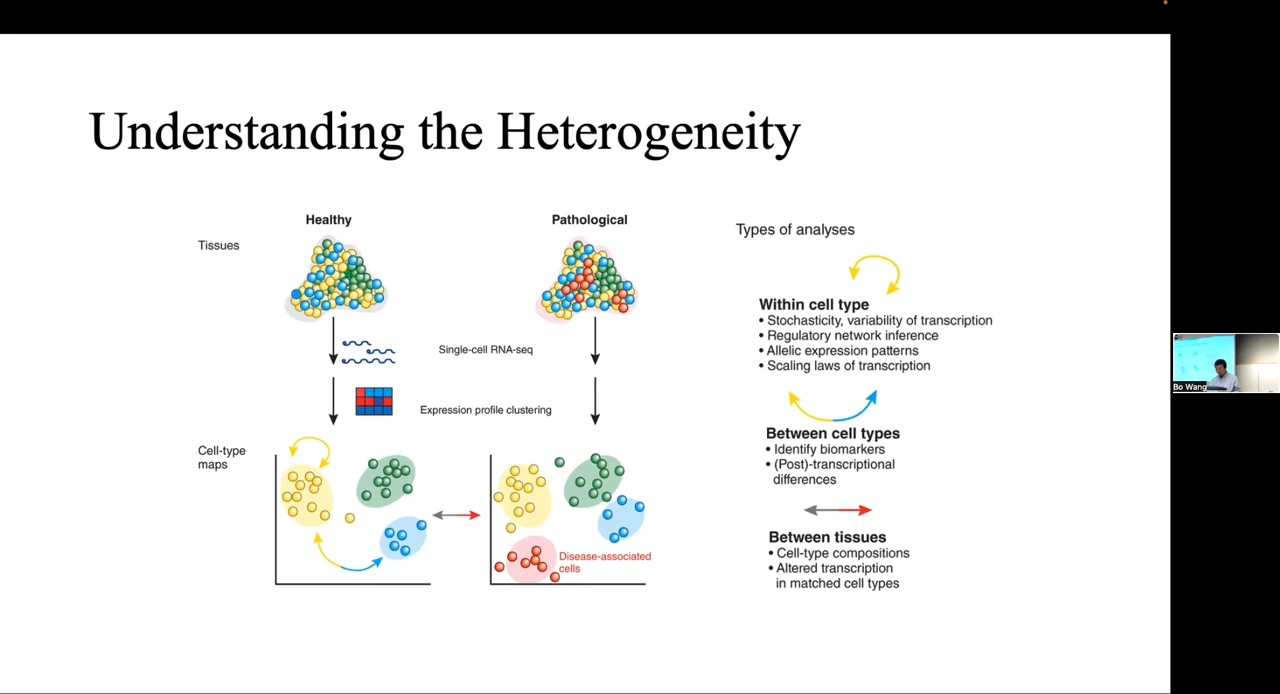 Understanding the Heterogeneity
Healthy
Pathological
Tissues
Single-cell RNA-seq
Expression profile clustering
Cell-type
maps
Disease-associated
cells
Types of analyses
Within cell type
• Stochasticity, variability of transcription
• Regulatory network inference
• Allelic expression patterns
• Scaling laws of transcription
Between cell types
• Identify biomarkers
• (Post)-transcriptional
differences
Between tissues
• Cell-type compositions
• Altered transcription
in matched cell types
Bo Wang